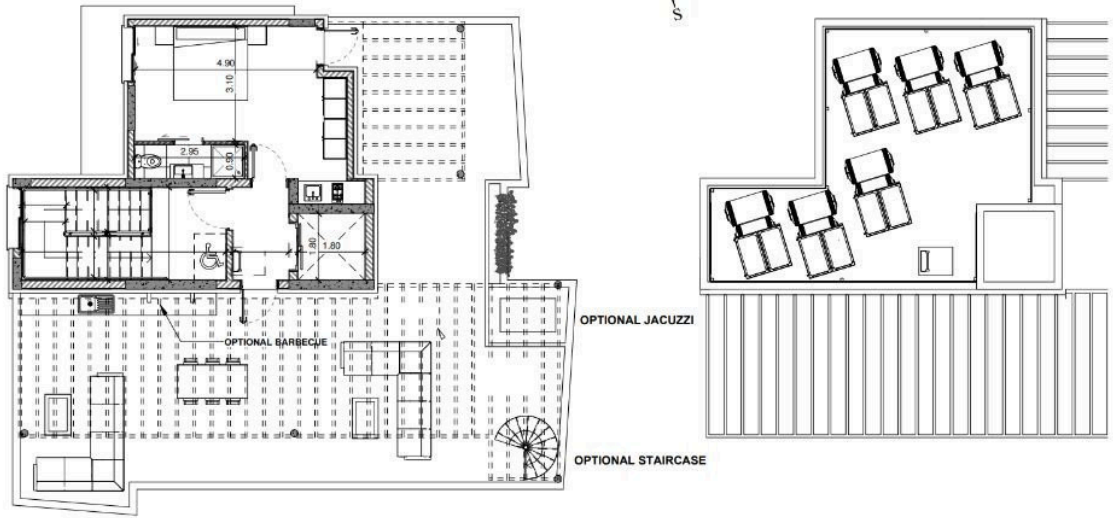 S
4.90
3.10
2.95
0.90
1.80
1.80
OPTIONAL JACUZZI
OPTIONAL BARBECUE
OPTIONAL STAIRCASE